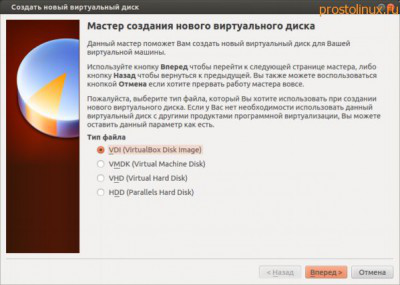 Создать новый виртуальный диск
prostolinux.ru
Мастер создания нового виртуального диска
Данный мастер поможет Вам создать новый виртуальный диск для Вашей
виртуальной машины.
Используйте кнопку Вперед чтобы перейти к следующей странице мастера, либо
кнопку Назад чтобы вернуться к предыдущей. Вы также можете воспользоваться
кнопкой Отмена если хотите прервать работу мастера вовсе.
Пожалуйста, выберите тип файла, который Вы хотите использовать при создании
нового виртуального диска. Если у Вас нет необходимости использовать данный
виртуальный диск с другими продуктами программной виртуализации, Вы можете
оставить данный параметр как есть.
Тип файла
VDI (VirtualBox Disk Image)
VMDK (Virtual Machine Disk)
VHD (Virtual Hard Disk)
HDD (Parallels Hard Disk)
< Назад
Вперед >
Отмена